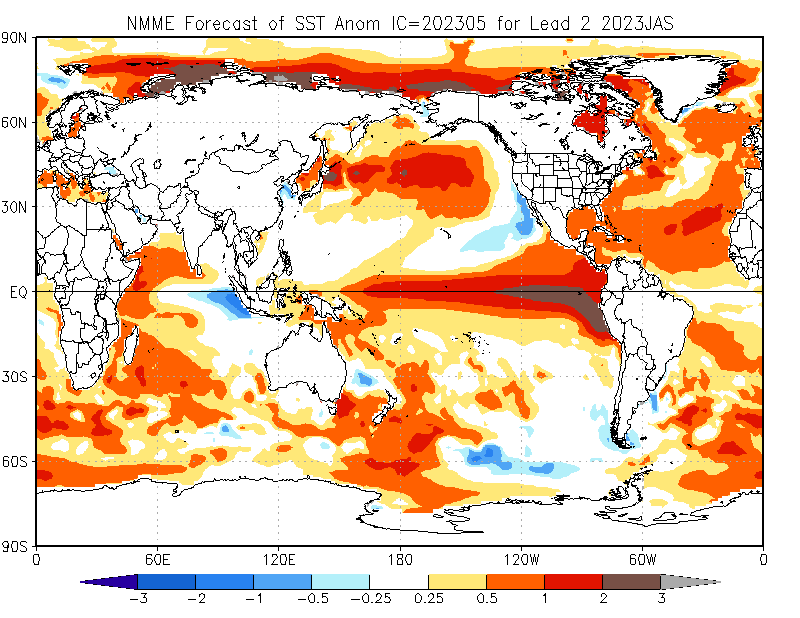 NMME Forecast of SST Anom IC=202305 for Lead 2 2023JAS
90N
60N
30N
EQ
30S
60S
90S
0 60E 120E 180 120W 60W 0
-3 -2 -1 -0.5 -0.25 0.25 0.5 1 2 3